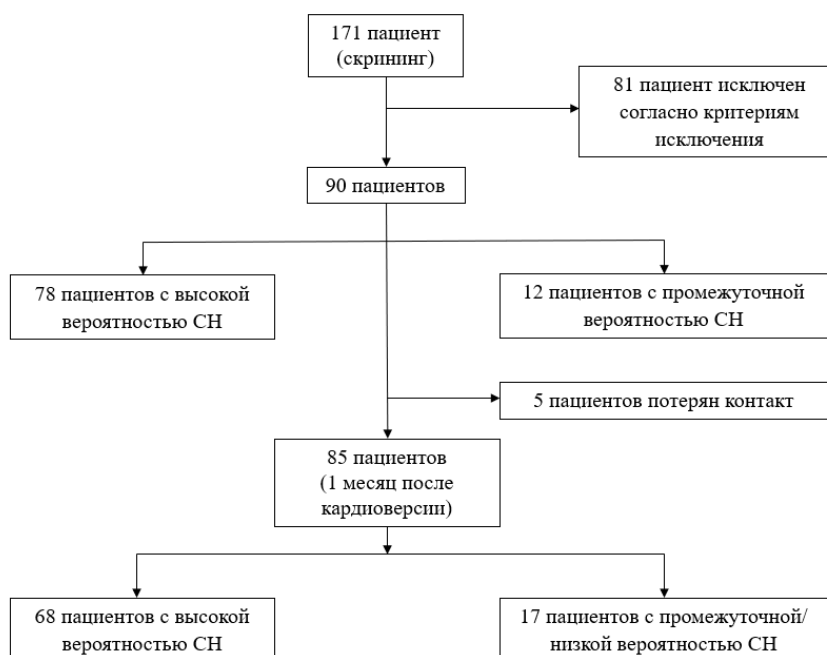 171 пациент
(скрининг)
81 пациент исключен
согласно критериям
исключения
90 пациентов
78 пациентов с высокой
вероятностью СН
12 пациентов с промежуточной
вероятностью СН
5 пациентов потерян контакт
85 пациентов
(1 месяц после
кардиоверсии)
68 пациентов с высокой
вероятностью СН
17 пациентов с промежуточной/
низкой вероятностью СН